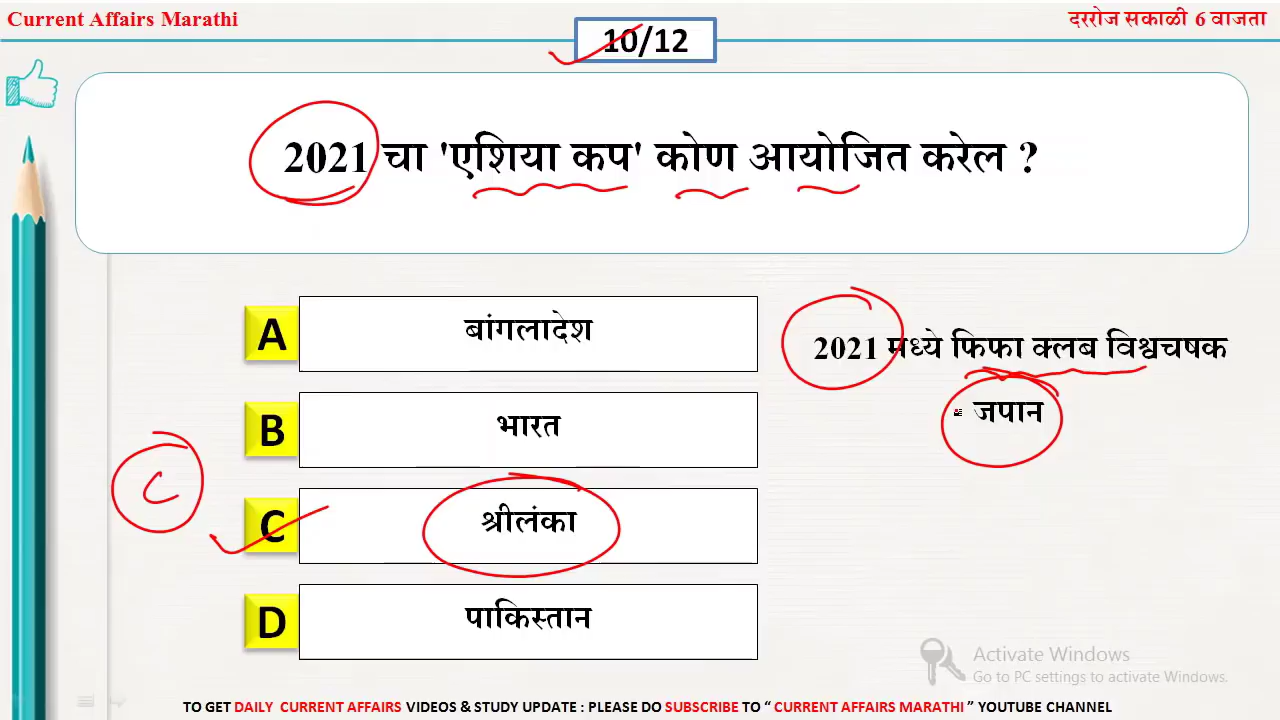 Current Affairs Marathi
दररोज सकाळी 6 वाजता
10/12
2021 चा 'एशिया कप' कोण आयोजित करेल ?
A बांगलादेश
B भारत
C
C श्रीलंका
D पाकिस्तान
2021 मध्ये फिफा क्लब विश्वचषक
- जपान
Activate Windows
Go to PC settings to activate Windows.
TO GET DAILY CURRENT AFFAIRS VIDEOS & STUDY UPDATE : PLEASE DO SUBSCRIBE TO “ CURRENT AFFAIRS MARATHI ” YOUTUBE CHANNEL